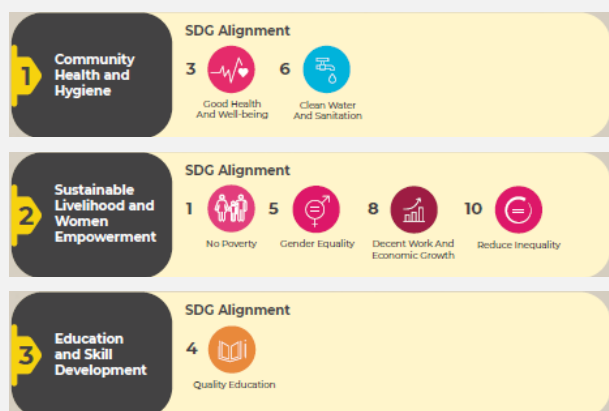 1
Community
Health and
Hygiene
SDG Alignment
3
Good Health
And Well-being
6
Clean Water
And Sanitation
2
Sustainable
Livelihood and
Women
Empowerment
SDG Alignment
1
No Poverty
5
Gender Equality
8
Decent Work And
Economic Growth
10
Reduce Inequality
3
Education
and Skill
Development
SDG Alignment
4
Quality Education